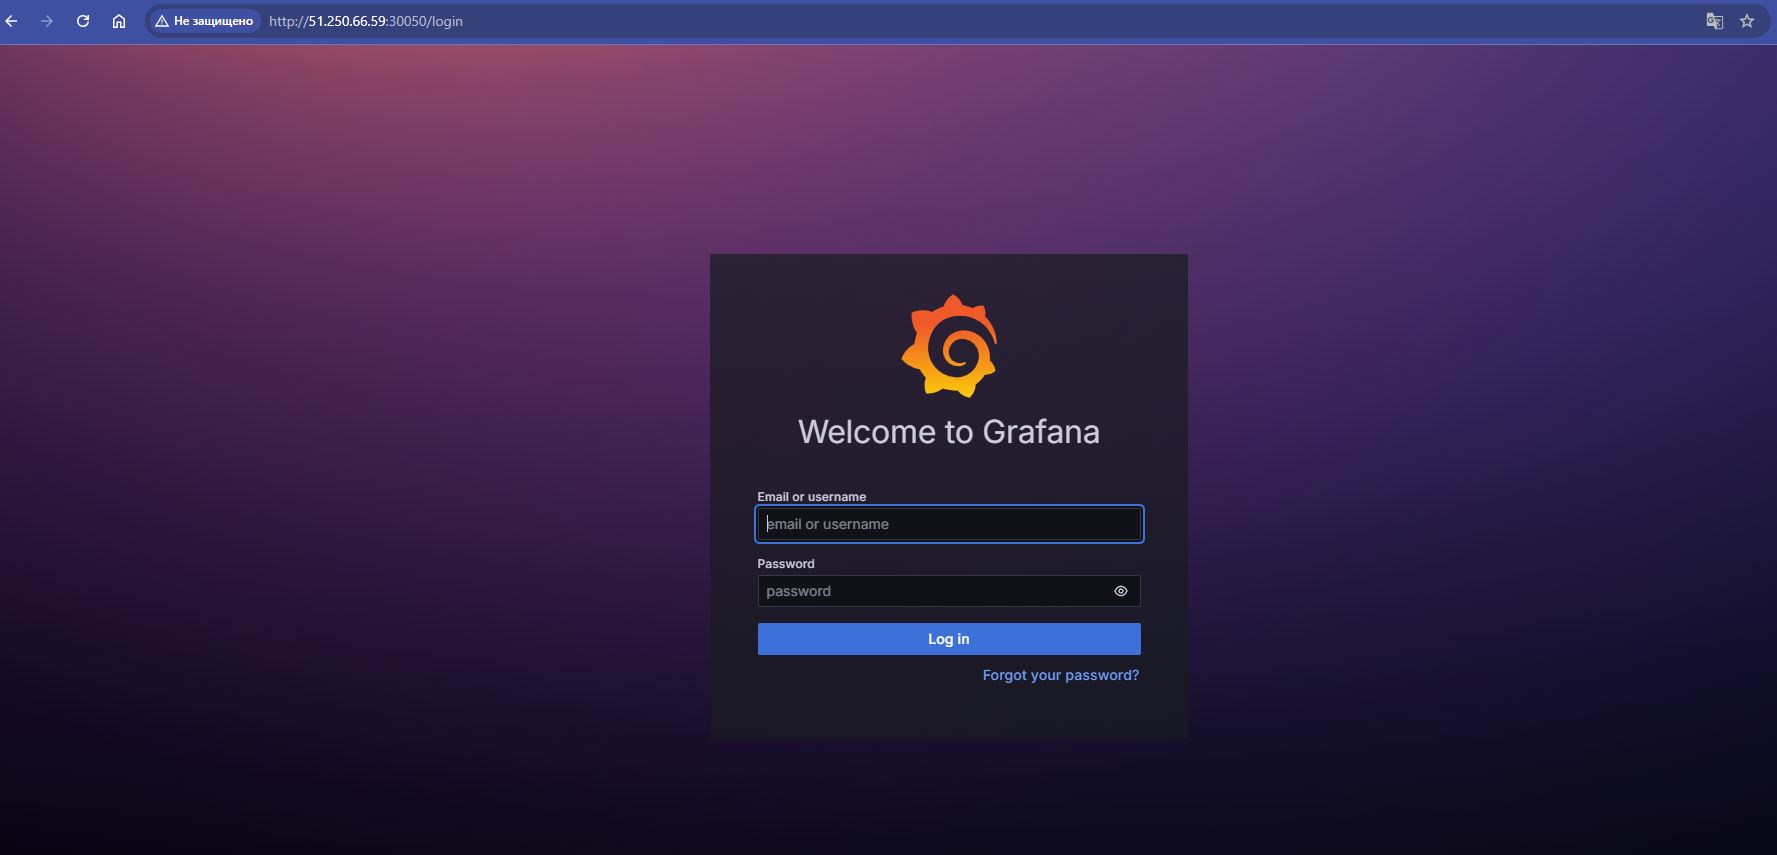 Не защищено http://51.250.66.59:30050/login
Welcome to Grafana
Email or username
email or username
Password
password
Log in
Forgot your password?